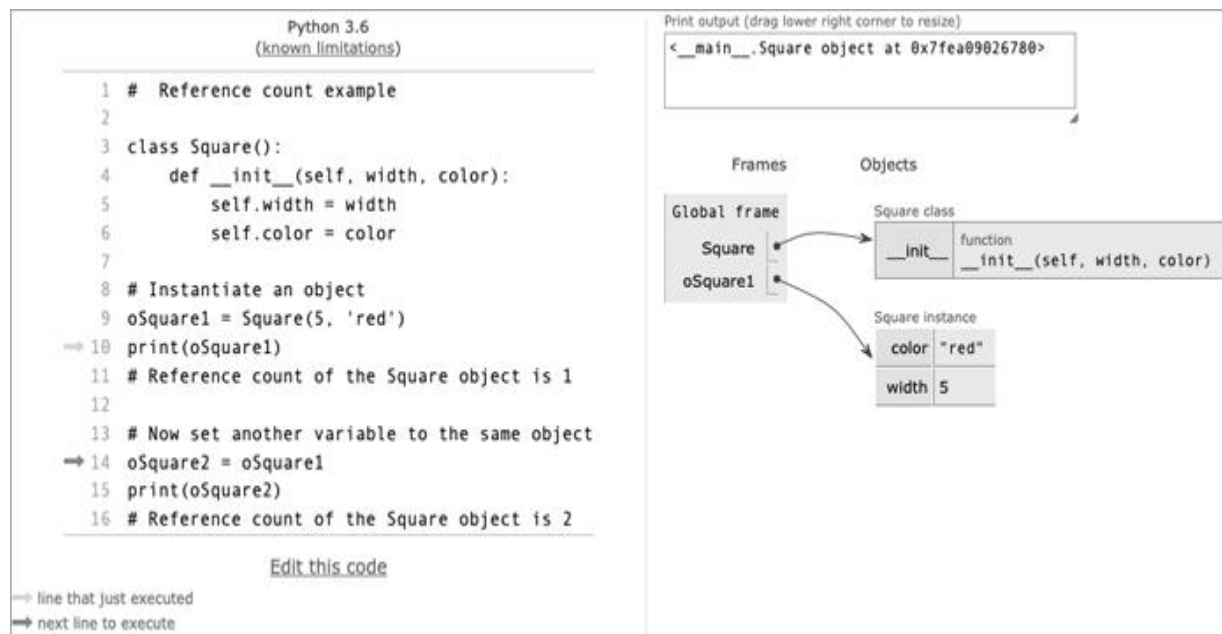 Python 3.6
(known limitations)
1 #  Reference count example
2
3 class Square():
4     def __init__(self, width, color):
5         self.width = width
6         self.color = color
7
8 # Instantiate an object
9 oSquare1 = Square(5, 'red')
10 print(oSquare1)
11 # Reference count of the Square object is 1
12
13 # Now set another variable to the same object
14 oSquare2 = oSquare1
15 print(oSquare2)
16 # Reference count of the Square object is 2
Edit this code
line that just executed
next line to execute
Print output (drag lower right corner to resize)
<__main__.Square object at 0x7fea09026780>
Frames
Objects
Global frame
Square
oSquare1
Square class
__init__
function
__init__(self, width, color)
Square instance
color "red"
width 5